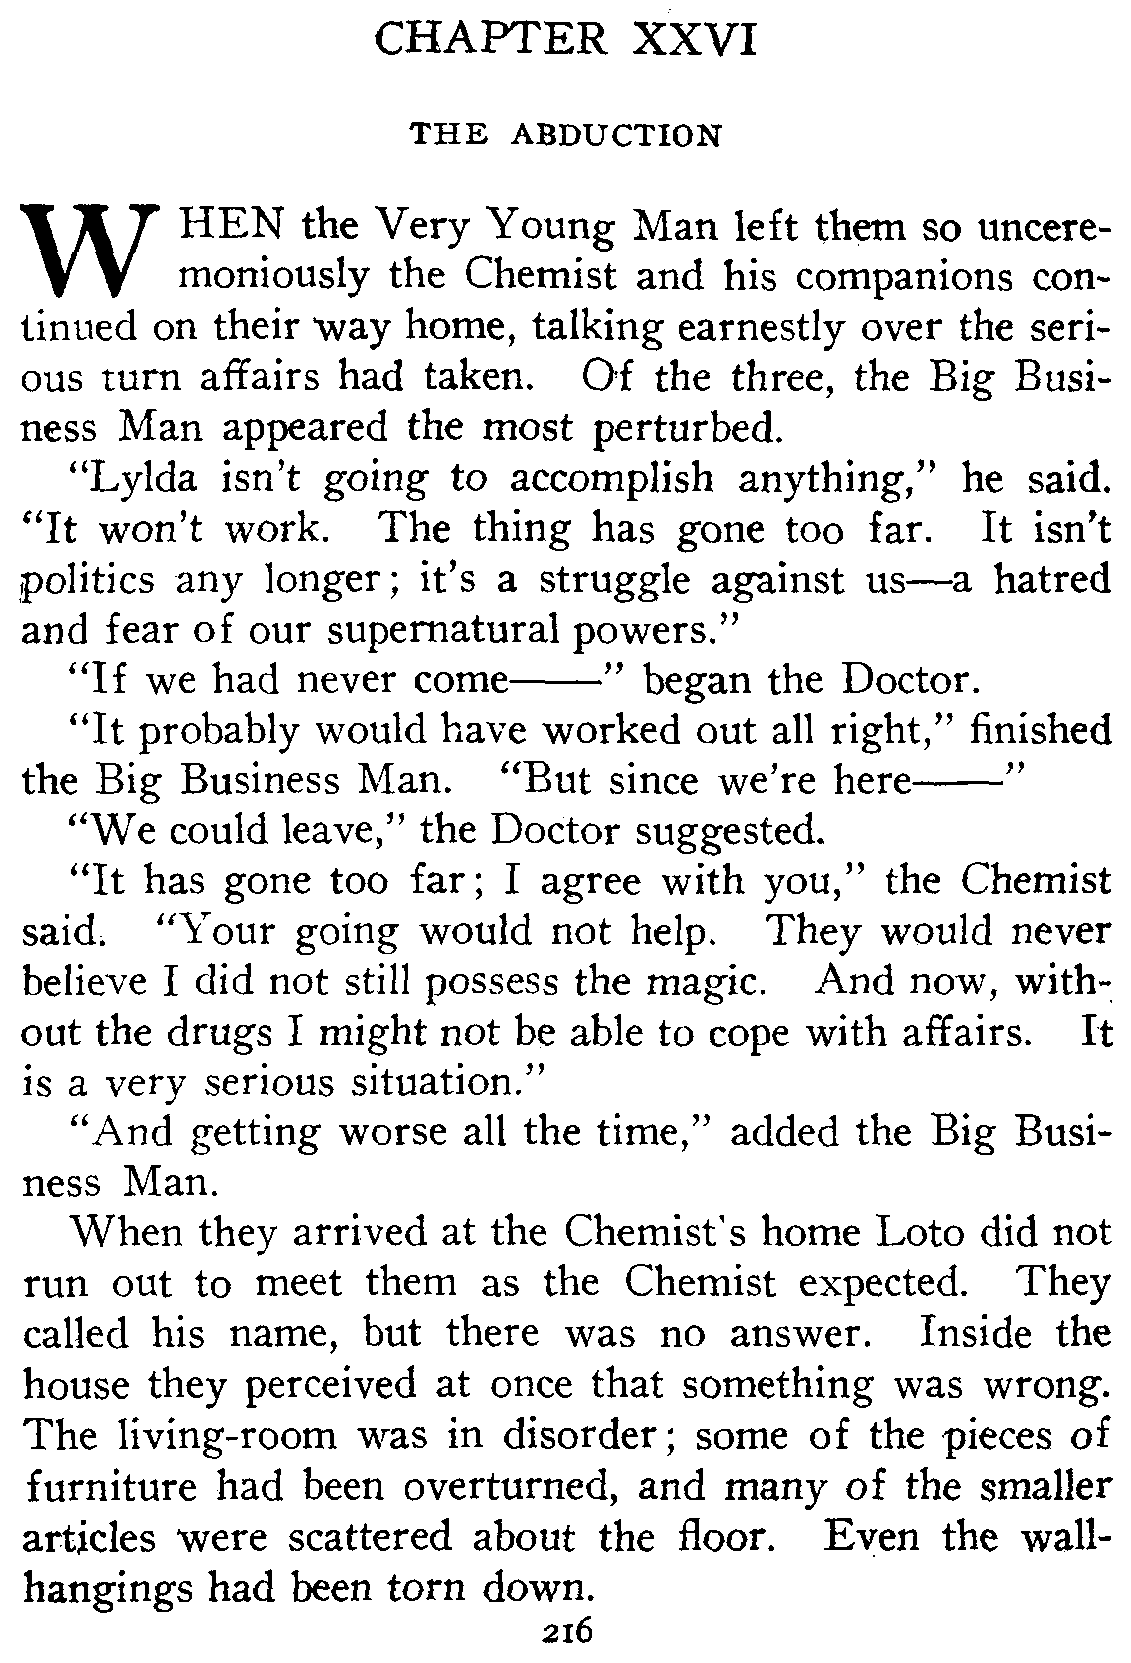 CHAPTER XXVI
THE ABDUCTION
WHEN the Very Young Man left them so uncere-
moniously the Chemist and his companions con-
tinued on their way home, talking earnestly over the seri-
ous turn affairs had taken. Of the three, the Big Busi-
ness Man appeared the most perturbed.
"Lylda isn't going to accomplish anything," he said.
"It won't work. The thing has gone too far. It isn't
politics any longer; it's a struggle against us—a hatred
and fear of our supernatural powers."
"If we had never come——" began the Doctor.
"It probably would have worked out all right," finished
the Big Business Man. "But since we're here——"
"We could leave," the Doctor suggested.
"It has gone too far; I agree with you," the Chemist
said. "Your going would not help. They would never
believe I did not still possess the magic. And now, with-
out the drugs I might not be able to cope with affairs. It
is a very serious situation."
"And getting worse all the time," added the Big Busi-
ness Man.
When they arrived at the Chemist's home Loto did not
run out to meet them as the Chemist expected. They
called his name, but there was no answer. Inside the
house they perceived at once that something was wrong.
The living-room was in disorder; some of the pieces of
furniture had been overturned, and many of the smaller
articles were scattered about the floor. Even the wall-
hangings had been torn down.
216